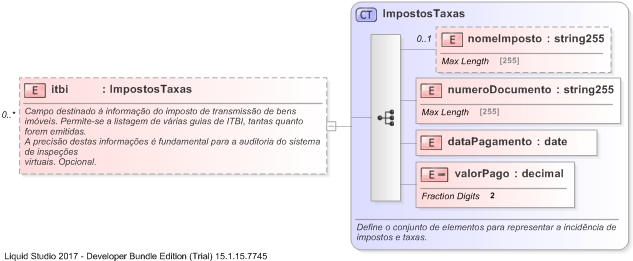 CT ImpostosTaxas
0..1
E nomeImposto : string255
Max Length [255]
E numeroDocumento : string255
Max Length [255]
E dataPagamento : date
E valorPago : decimal
Fraction Digits 2
Define o conjunto de elementos para representar a incidência de
impostos e taxas.
0..*
E itbi : ImpostosTaxas
Campo destinado á informação do imposto de transmissão de bens
imóveis. Permite-se a listagem de várias guias de ITBI, tantas quanto
forem emitidas.
A precisão destas informações é fundamental para a auditoria do sistema
de inspeções
virtuais. Opcional.
Liquid Studio 2017 - Developer Bundle Edition (Trial) 15.1.15.7745